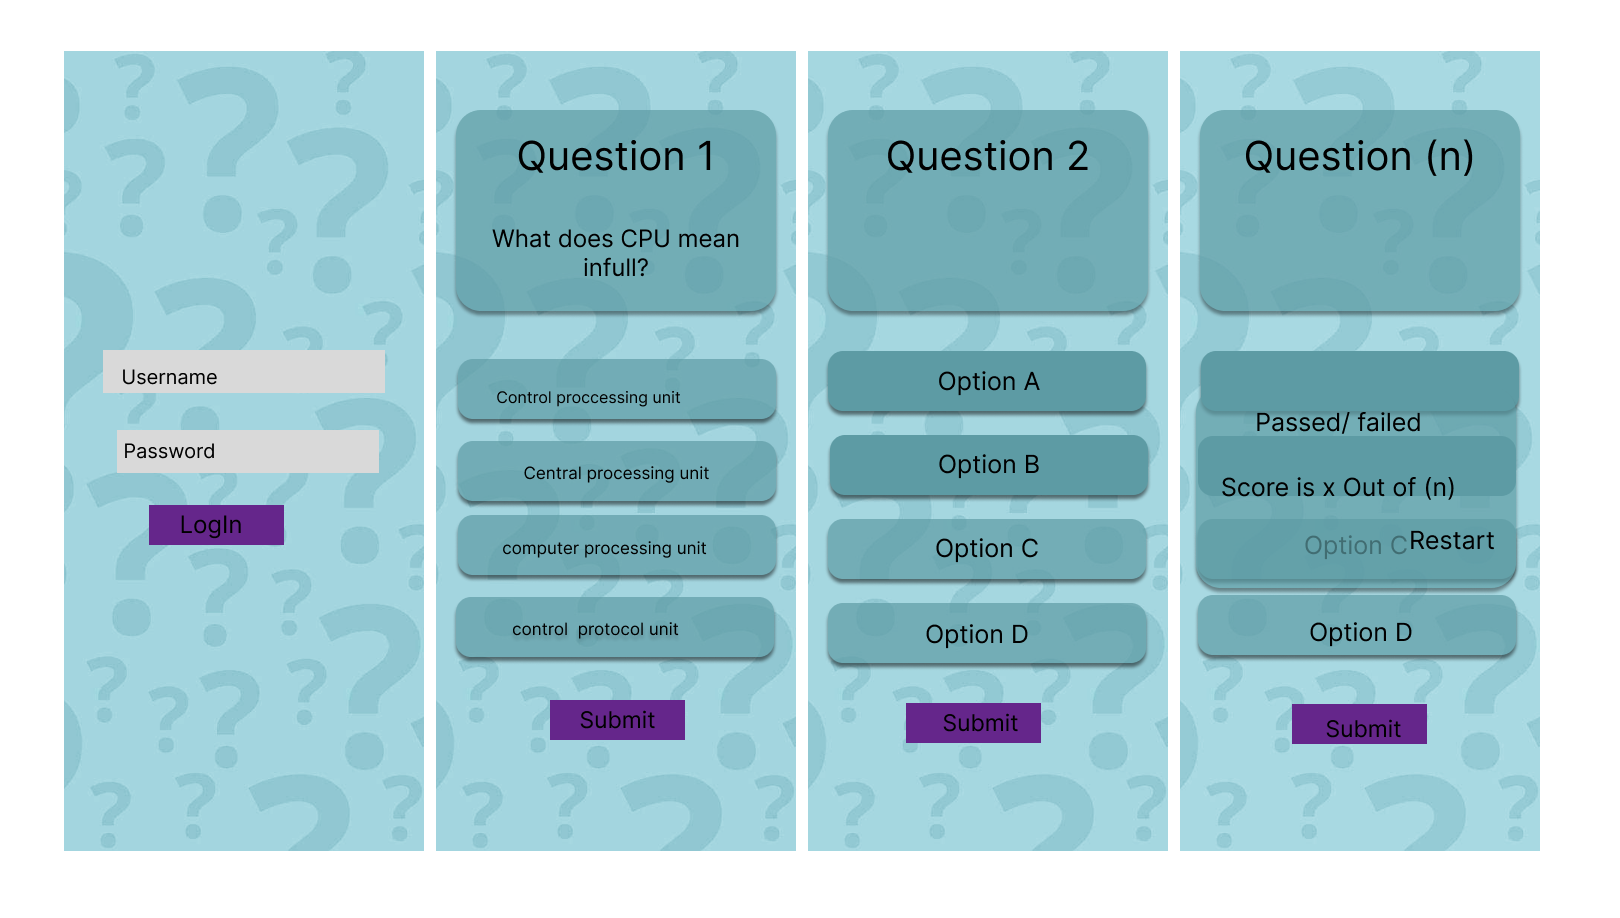 Username
Password
LogIn
Question 1
What does CPU mean
infull?
Control proccessing unit
Central processing unit
computer processing unit
control protocol unit
Submit
Question 2
Option A
Option B
Option C
Option D
Submit
Question (n)
Passed/ failed
Score is x Out of (n)
Option C
Restart
Option D
Submit